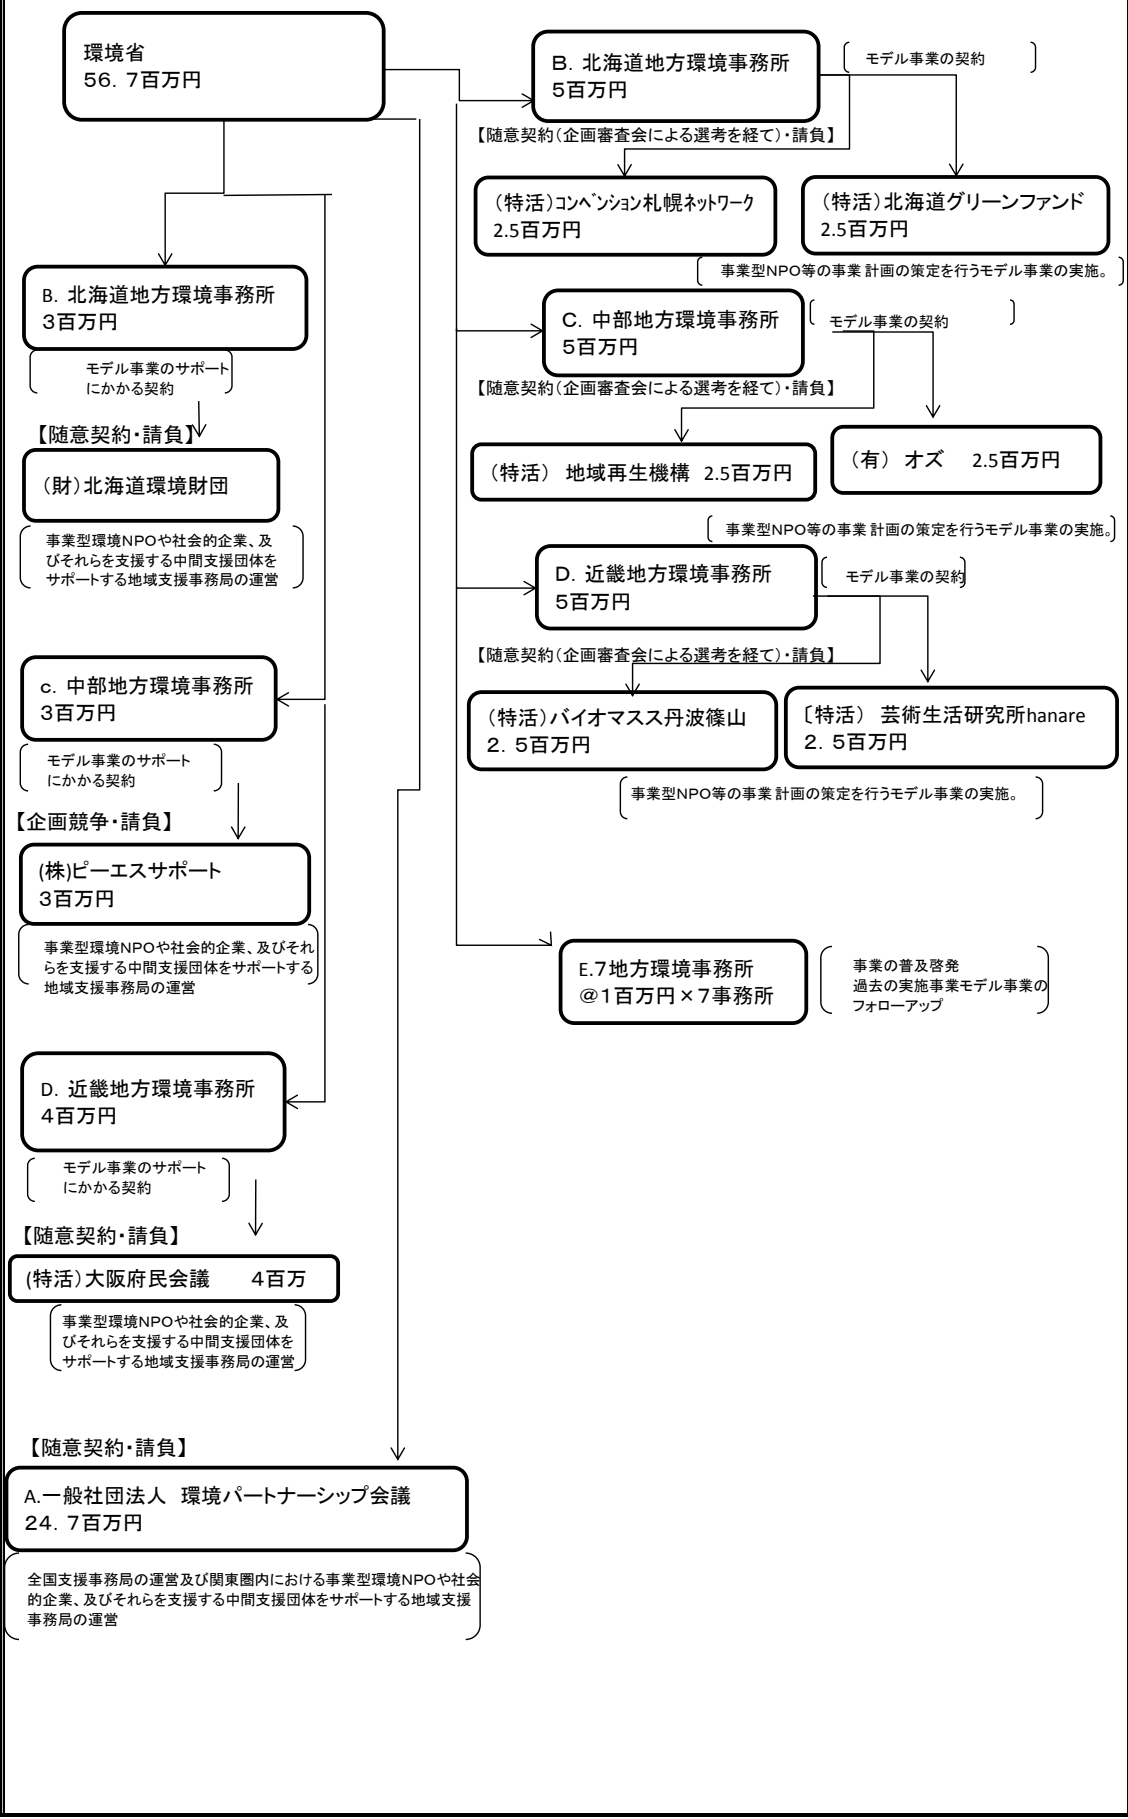 環境省
56．7百万円
B．北海道地方環境事務所
5百万円
モデル事業の契約
【随意契約（企画審査会による選考を経て）・請負】
（特活）コンベンション札幌ネットワーク
2.5百万円
（特活）北海道グリーンファンド
2.5百万円
事業型NPO等の事業計画の策定を行うモデル事業の実施。
B．北海道地方環境事務所
3百万円
モデル事業のサポート
にかかる契約
【随意契約・請負】
（財）北海道環境財団
事業型環境NPOや社会的企業、及
びそれらを支援する中間支援団体を
サポートする地域支援事務局の運営
C．中部地方環境事務所
5百万円
モデル事業の契約
【随意契約（企画審査会による選考を経て）・請負】
（特活） 地域再生機構 2.5百万円
（有） オズ 2.5百万円
事業型NPO等の事業計画の策定を行うモデル事業の実施。
D．近畿地方環境事務所
5百万円
モデル事業の契約
【随意契約（企画審査会による選考を経て）・請負】
（特活）バイオマスス丹波篠山
2．5百万円
〔特活） 芸術生活研究所hanare
2．5百万円
事業型NPO等の事業計画の策定を行うモデル事業の実施。
c．中部地方環境事務所
3百万円
モデル事業のサポート
にかかる契約
【企画競争・請負】
(株)ピーエスサポート
3百万円
事業型環境NPOや社会的企業、及びそれ
らを支援する中間支援団体をサポートする
地域支援事務局の運営
E.7地方環境事務所
＠1百万円×7事務所
事業の普及啓発
過去の実施事業モデル事業の
フォローアップ
D．近畿地方環境事務所
4百万円
モデル事業のサポート
にかかる契約
【随意契約・請負】
(特活）大阪府民会議 4百万
事業型環境NPOや社会的企業、及
びそれらを支援する中間支援団体を
サポートする地域支援事務局の運営
【随意契約・請負】
A.一般社団法人 環境パートナーシップ会議
24．7百万円
全国支援事務局の運営及び関東圏内における事業型環境NPOや社会
的企業、及びそれらを支援する中間支援団体をサポートする地域支援
事務局の運営